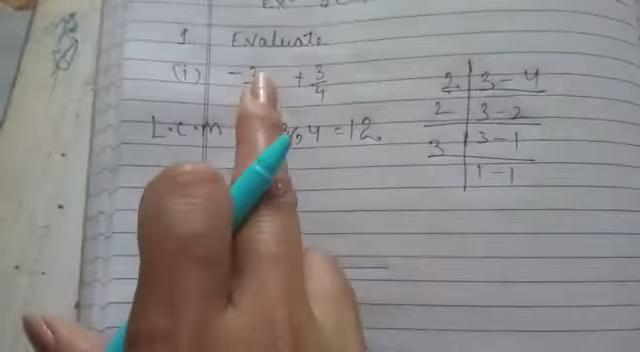 1. Evaluate
(i) - + 3/4
L.C.M 3, 4 = 12
2 | 3 - 4
2 | 3 - 2
3 | 3 - 1
1 - 1